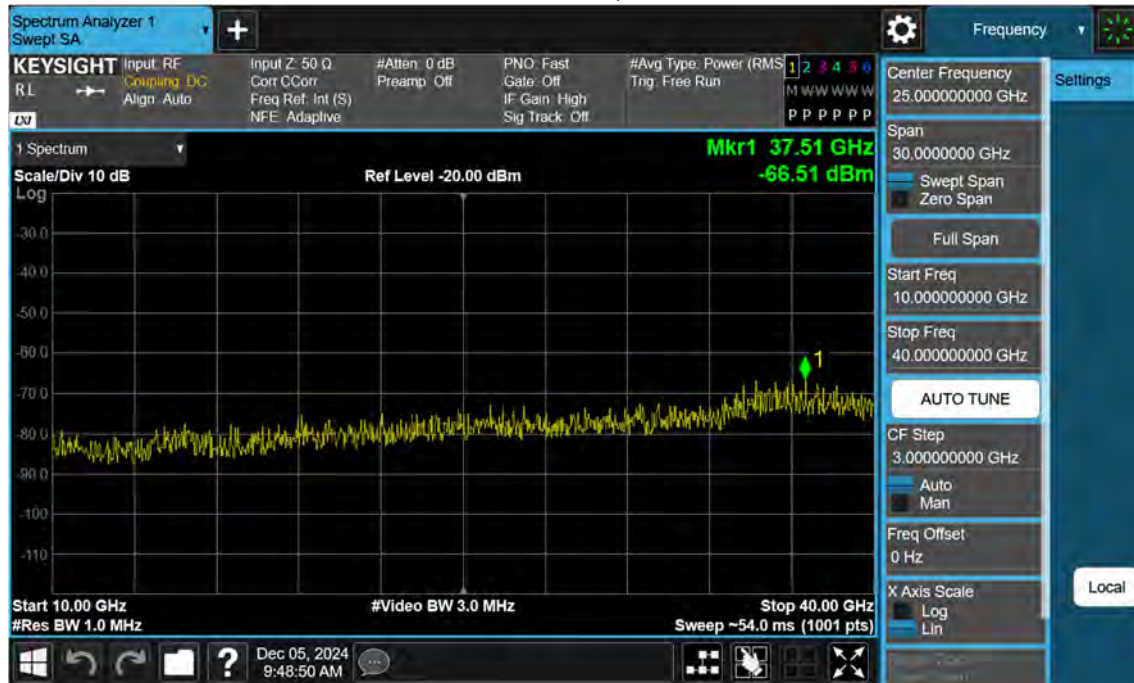 Spectrum Analyzer 1
Swept SA
+
Frequency
KEYSIGHT
RL
LXI
Input: RF
Coupling: DC
Align: Auto
Input Z: 50 Ω
Corr CCorr
Freq Ref: Int (S)
NFE: Adaptive
#Atten: 0 dB
Preamp: Off
PNO: Fast
Gate: Off
IF Gain: High
Sig Track: Off
#Avg Type: Power (RMS
Trig: Free Run
1 2 3 4 5 6
M W W W W W
P P P P P P
1 Spectrum
Scale/Div 10 dB
Ref Level -20.00 dBm
Mkr1 37.51 GHz
-66.51 dBm
Log
-30.0
-40.0
-50.0
-60.0
-70.0
-80.0
-90.0
-100
-110
1
Start 10.00 GHz
#Res BW 1.0 MHz
#Video BW 3.0 MHz
Stop 40.00 GHz
Sweep ~54.0 ms (1001 pts)
Center Frequency
25.000000000 GHz
Span
30.0000000 GHz
Swept Span
Zero Span
Full Span
Start Freq
10.000000000 GHz
Stop Freq
40.000000000 GHz
AUTO TUNE
CF Step
3.000000000 GHz
Auto
Man
Freq Offset
0 Hz
X Axis Scale
Log
Lin
Settings
Local
?
Dec 05, 2024
9:48:50 AM